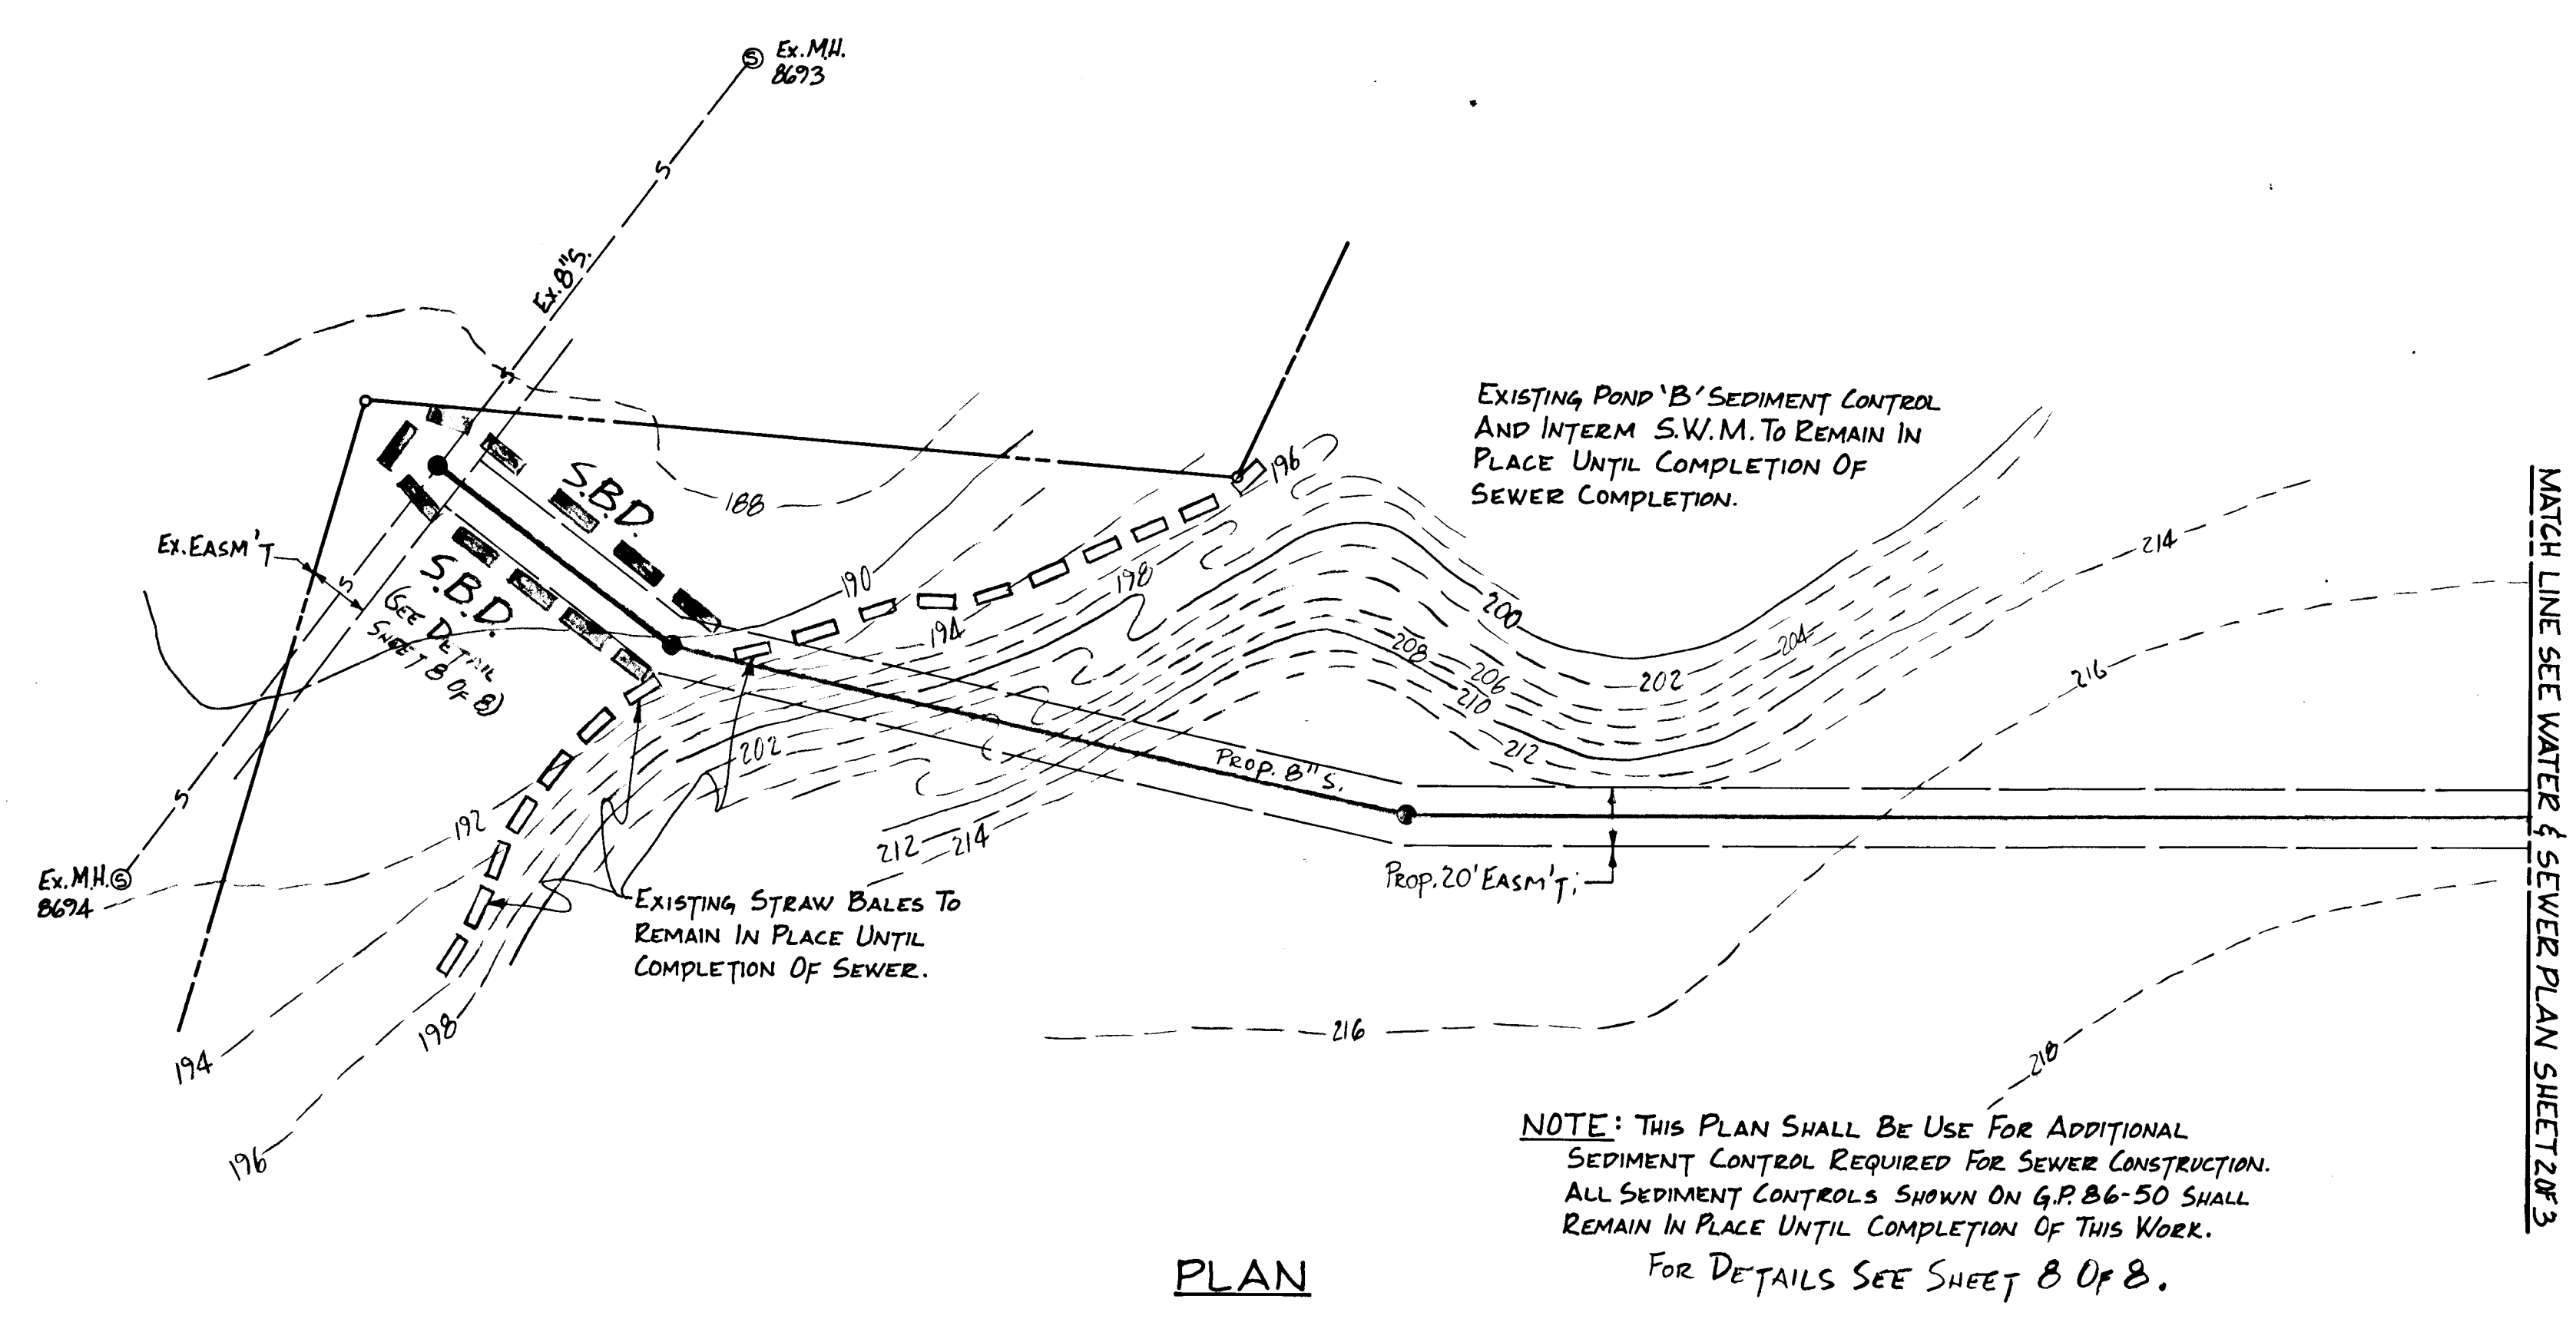 Ex. M.H.
8693
S
S
Ex. 8"S.
S
EXISTING POND 'B' SEDIMENT CONTROL
AND INTERM S.W.M. TO REMAIN IN
PLACE UNTIL COMPLETION OF
SEWER COMPLETION.
196
S.B.D.
188
Ex. EASM'T
S
S.B.D.
(SEE DETAIL
SHEET 8 OF 8)
190
198
194
200
204
208
206
202
210
212
214
216
202
PROP. 8" S.
192
S
Ex. M.H. S
8694
212
214
PROP. 20' EASM'T;
EXISTING STRAW BALES TO
REMAIN IN PLACE UNTIL
COMPLETION OF SEWER.
198
194
196
216
218
MATCH LINE SEE WATER & SEWER PLAN SHEET 2 OF 3
NOTE: THIS PLAN SHALL BE USE FOR ADDITIONAL
SEDIMENT CONTROL REQUIRED FOR SEWER CONSTRUCTION.
ALL SEDIMENT CONTROLS SHOWN ON G.P. 86-50 SHALL
REMAIN IN PLACE UNTIL COMPLETION OF THIS WORK.
FOR DETAILS SEE SHEET 8 OF 8.
PLAN